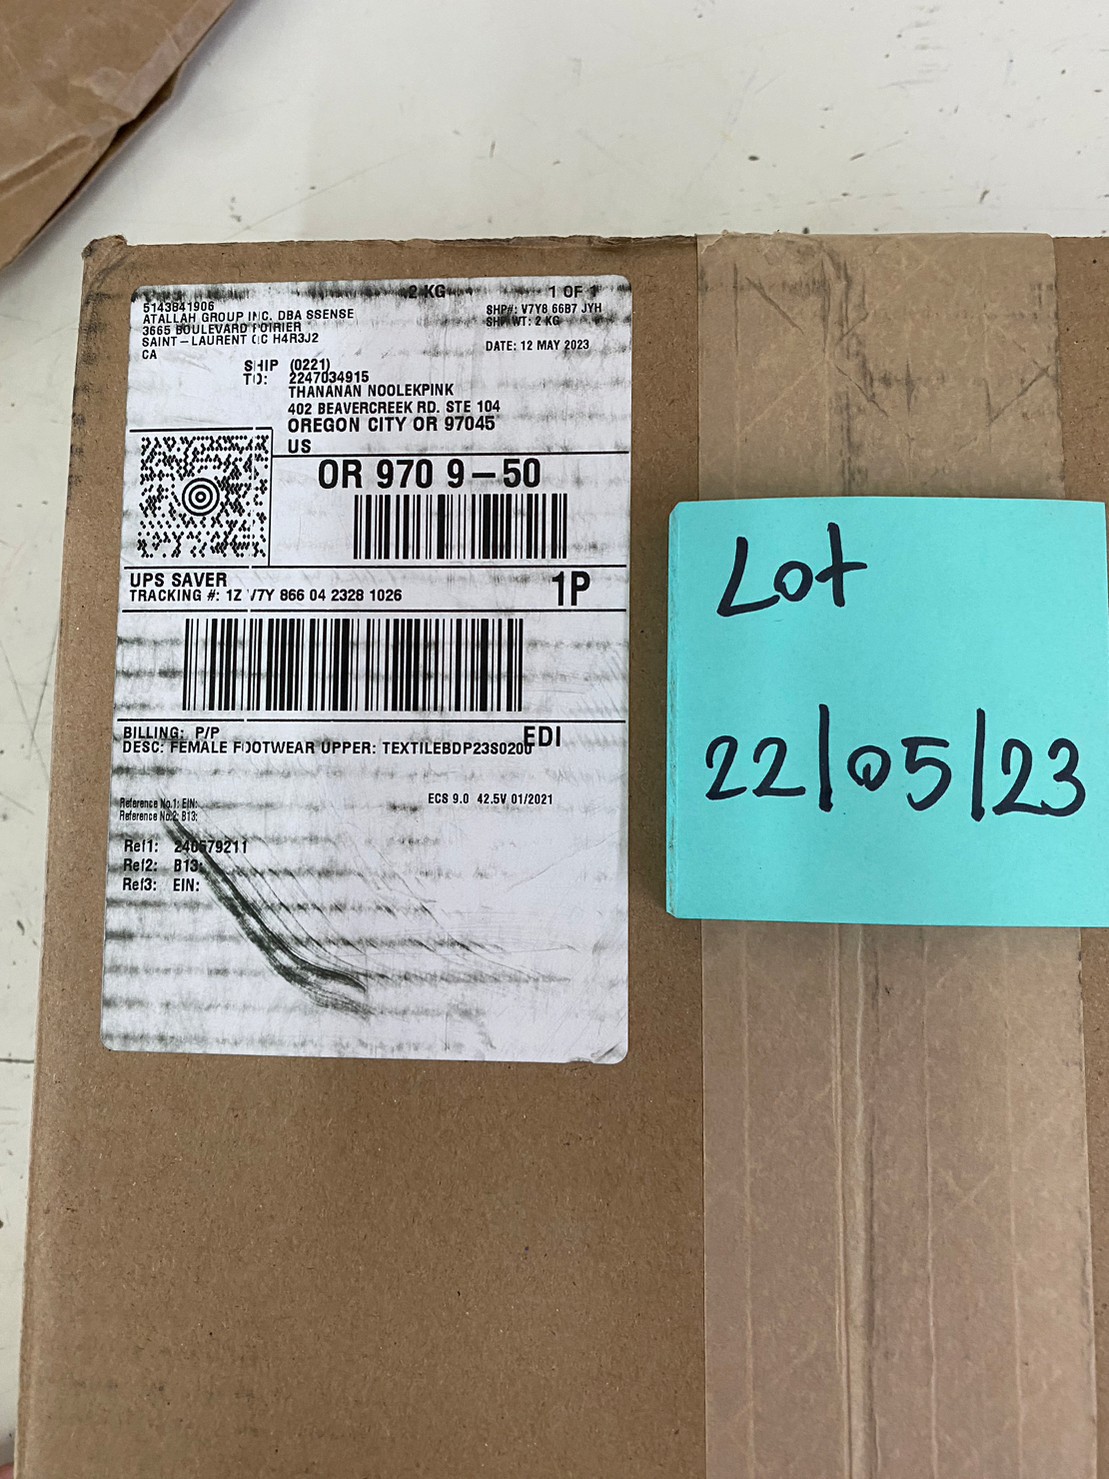 2 KG 1 OF 1
5143841906
ATALLAH GROUP INC. DBA SSENSE
3665 BOULEVARD POIRIER
SAINT-LAURENT QC H4R3J2
CA
SHP#: V7Y8 66B7 JYH
SHP WT: 2 KG
DATE: 12 MAY 2023
SHIP TO:
(0221)
2247034915
THANANAN NOOLEKPINK
402 BEAVERCREEK RD. STE 104
OREGON CITY OR 97045
US
OR 970 9-50
UPS SAVER
TRACKING #: 1Z V7Y 866 04 2328 1026
1P
BILLING: P/P
DESC: FEMALE FOOTWEAR UPPER: TEXTILEBDP23S0200
EDI
Reference No.1: EIN:
Reference No.2: B13:
ECS 9.0 42.5V 01/2021
Ref1: 240579211
Ref2: B13:
Ref3: EIN:
Lot
22/05/23